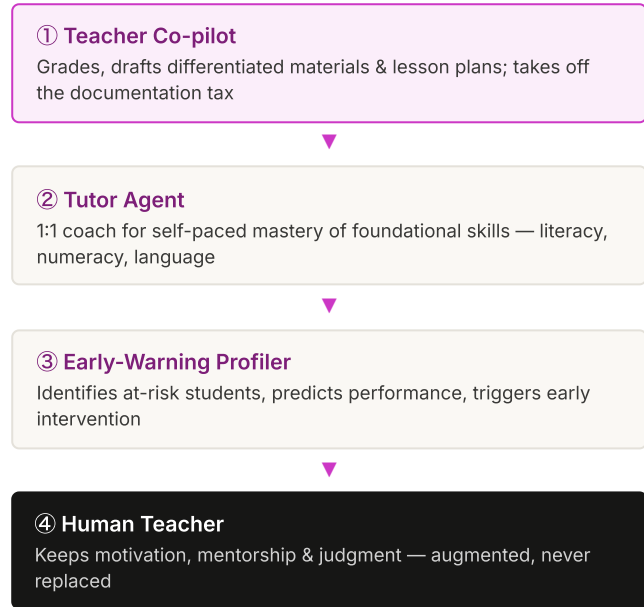 ① Teacher Co-pilot
Grades, drafts differentiated materials & lesson plans; takes off
the documentation tax
② Tutor Agent
1:1 coach for self-paced mastery of foundational skills — literacy,
numeracy, language
③ Early-Warning Profiler
Identifies at-risk students, predicts performance, triggers early
intervention
④ Human Teacher
Keeps motivation, mentorship & judgment — augmented, never
replaced